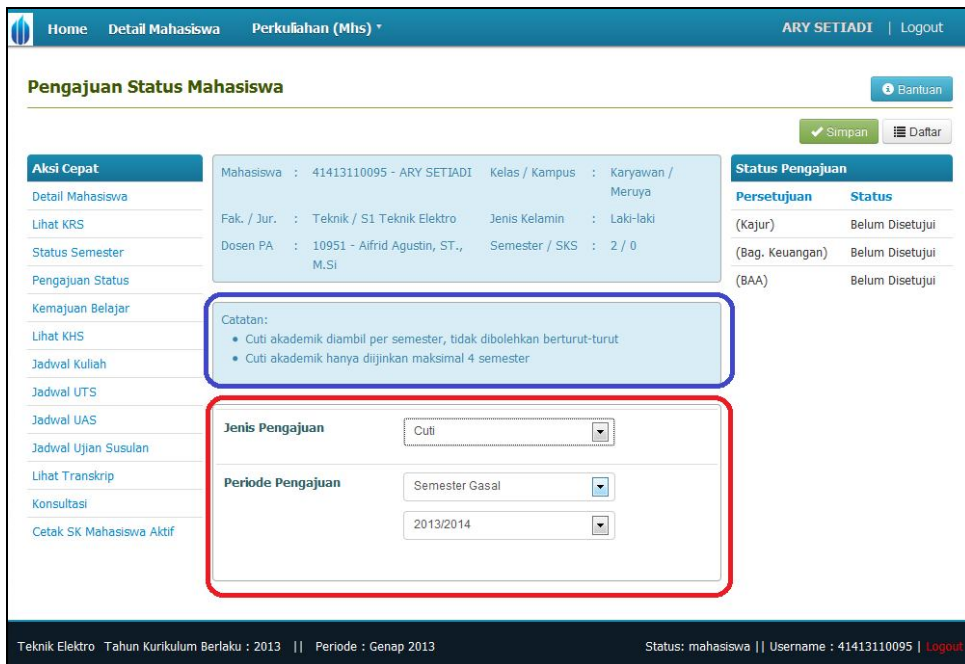 Home Detail Mahasiswa Perkuliahan (Mhs) ARY SETIADI | Logout
Pengajuan Status Mahasiswa
Bantuan
Simpan Daftar
Aksi Cepat
Detail Mahasiswa
Lihat KRS
Status Semester
Pengajuan Status
Kemajuan Belajar
Lihat KHS
Jadwal Kuliah
Jadwal UTS
Jadwal UAS
Jadwal Ujian Susulan
Lihat Transkrip
Konsultasi
Cetak SK Mahasiswa Aktif
Mahasiswa : 41413110095 - ARY SETIADI Kelas / Kampus : Karyawan /
Meruya
Fak. / Jur. : Teknik / S1 Teknik Elektro Jenis Kelamin : Laki-laki
Dosen PA : 10951 - Aifrid Agustin, ST., Semester / SKS : 2 / 0
M.Si
Catatan:
• Cuti akademik diambil per semester, tidak dibolehkan berturut-turut
• Cuti akademik hanya diijinkan maksimal 4 semester
Jenis Pengajuan Cuti
Periode Pengajuan Semester Gasal
2013/2014
Status Pengajuan
Persetujuan Status
(Kajur) Belum Disetujui
(Bag. Keuangan) Belum Disetujui
(BAA) Belum Disetujui
Teknik Elektro Tahun Kurikulum Berlaku : 2013 || Periode : Genap 2013 Status: mahasiswa || Username : 41413110095 | Logout